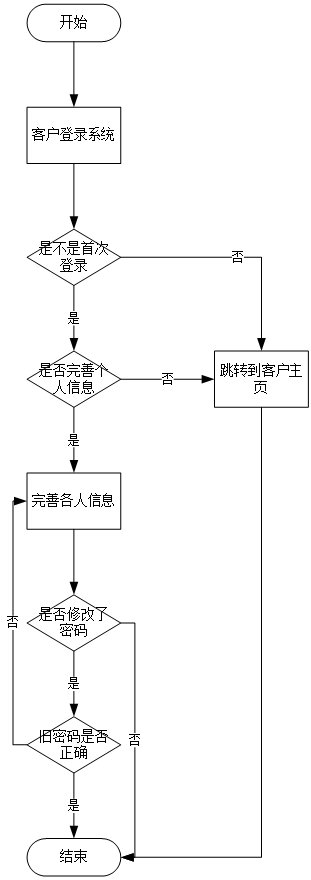 开始
客户登录系统
是不是首次
登录
否
是
是否完善个
人信息
否
跳转到客户主
页
是
完善各人信息
否
是否修改了
密码
是
否
旧密码是否
正确
是
结束